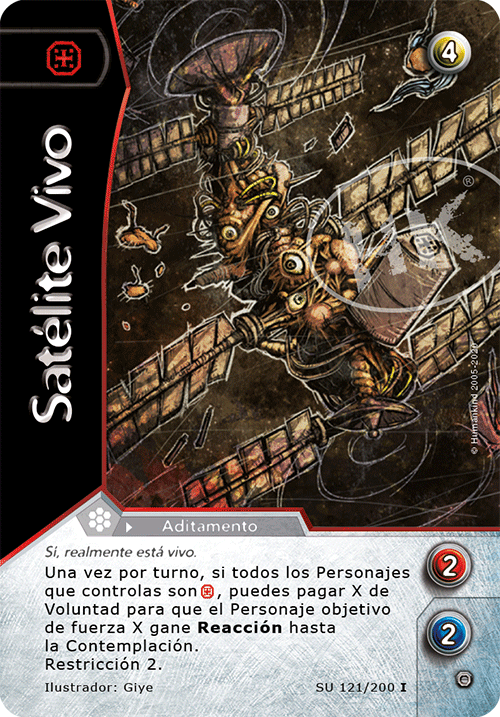 4
Satélite Vivo
HK®
© Humankind 2005-2020
Aditamento
Si, realmente está vivo.
Una vez por turno, si todos los Personajes
que controlas son , puedes pagar X de
Voluntad para que el Personaje objetivo
de fuerza X gane Reacción hasta
la Contemplación.
Restricción 2.
2
2
Ilustrador: Giye
SU 121/200 I